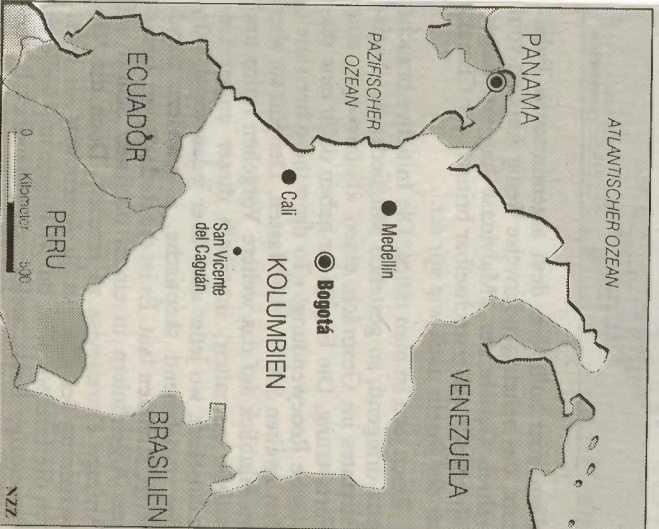 ATLANTISCHER OZEAN
PANAMA
PAZIFISCHER
OZEAN
VENEZUELA
Medellín
Bogotá
Cali
KOLUMBIEN
San Vicente
del Caguán
ECUADOR
PERU
BRASILIEN
0 Kilometer 500
NZZ